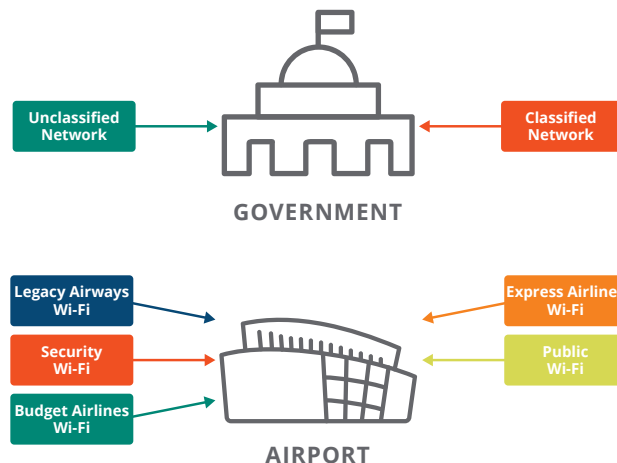 Unclassified
Network
Classified
Network
GOVERNMENT
Legacy Airways
Wi-Fi
Express Airline
Wi-Fi
Security
Wi-Fi
Public
Wi-Fi
Budget Airlines
Wi-Fi
AIRPORT